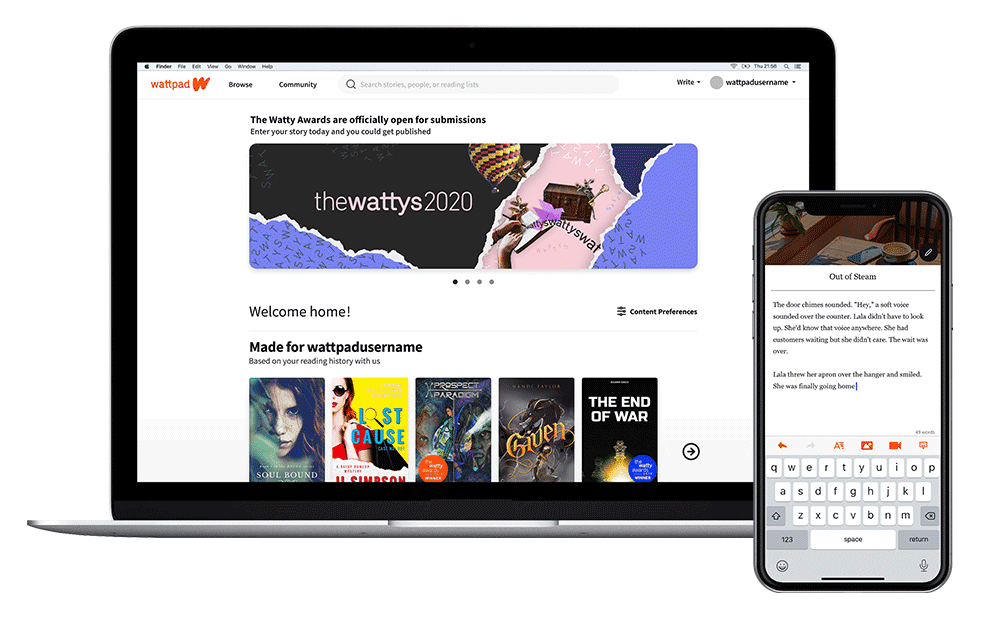 Finder File Edit View Go Window Help
Thu 21:56
wattpad
Browse
Community
Search stories, people, or reading lists
Write
wattpadusername
The Watty Awards are officially open for submissions
Enter your story today and you could get published
thewattys2020
Welcome home!
Content Preferences
Made for wattpadusername
Based on your reading history with us
SOUL BOUND
LOST
CAUSE
MYSTERY
JJ SIMPSON
PROSPECT
PARADIGM
the
watty
awards
WINNER
MANDI TAYLOR
Given
THE END
OF WAR
the
watty
awards
WINNER
Out of Steam
The door chimes sounded. "Hey," a soft voice
sounded over the counter. Lala didn't have to look
up. She'd know that voice anywhere. She had
customers waiting but she didn't care. The wait was
over.
Lala threw her apron over the hanger and smiled.
She was finally going home
49 words
q w e r t y u i o p
a s d f g h j k l
z x c v b n m
123
space
return